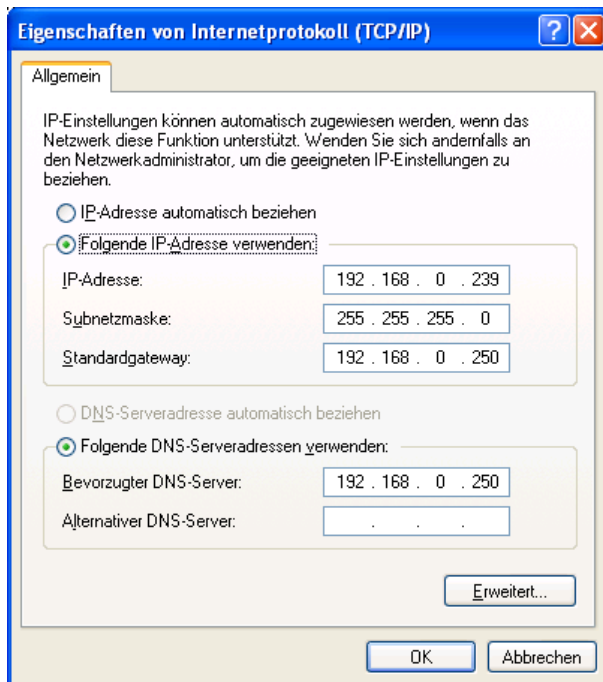 Eigenschaften von Internetprotokoll (TCP/IP)
Allgemein
IP-Einstellungen können automatisch zugewiesen werden, wenn das
Netzwerk diese Funktion unterstützt. Wenden Sie sich andernfalls an
den Netzwerkadministrator, um die geeigneten IP-Einstellungen zu
beziehen.
IP-Adresse automatisch beziehen
Folgende IP-Adresse verwenden:
IP-Adresse: 192 . 168 . 0 . 239
Subnetzmaske: 255 . 255 . 255 . 0
Standardgateway: 192 . 168 . 0 . 250
DNS-Serveradresse automatisch beziehen
Folgende DNS-Serveradressen verwenden:
Bevorzugter DNS-Server: 192 . 168 . 0 . 250
Alternativer DNS-Server: . . .
Erweitert...
OK Abbrechen